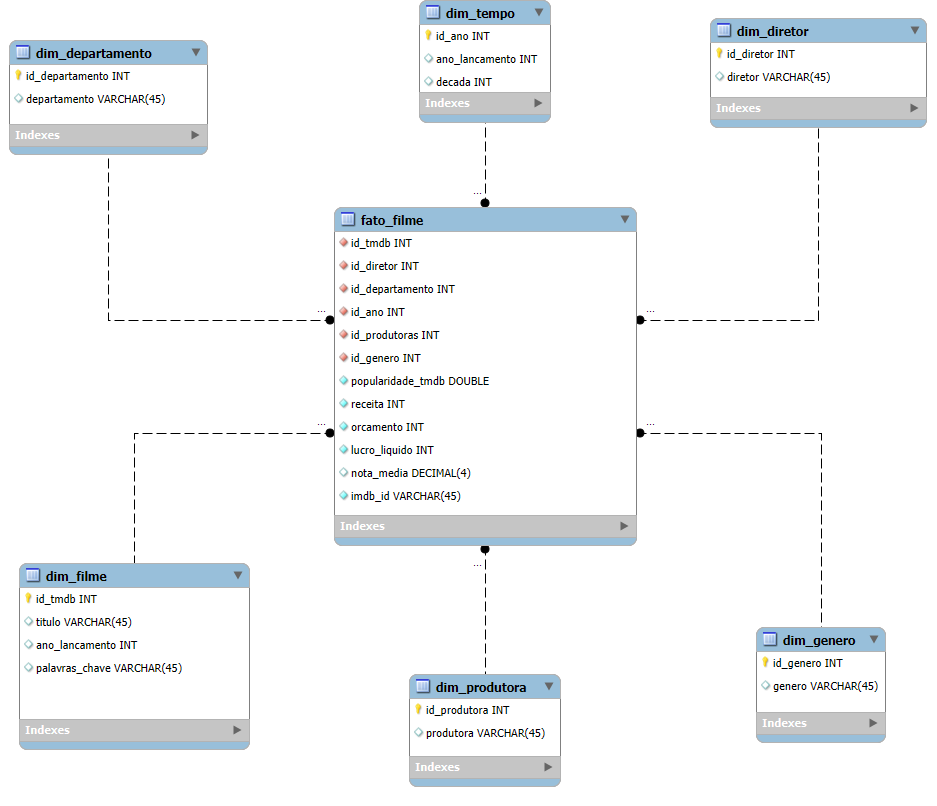 dim_tempo
id_ano INT
ano_lancamento INT
decada INT
Indexes
dim_diretor
id_diretor INT
diretor VARCHAR(45)
Indexes
dim_departamento
id_departamento INT
departamento VARCHAR(45)
Indexes
...
fato_filme
id_tmdb INT
id_diretor INT
id_departamento INT
id_ano INT
id_produtoras INT
id_genero INT
popularidade_tmdb DOUBLE
receita INT
orcamento INT
lucro_liquido INT
nota_media DECIMAL(4)
imdb_id VARCHAR(45)
Indexes
...
...
...
...
...
dim_filme
id_tmdb INT
titulo VARCHAR(45)
ano_lancamento INT
palavras_chave VARCHAR(45)
Indexes
dim_produtora
id_produtora INT
produtora VARCHAR(45)
Indexes
dim_genero
id_genero INT
genero VARCHAR(45)
Indexes